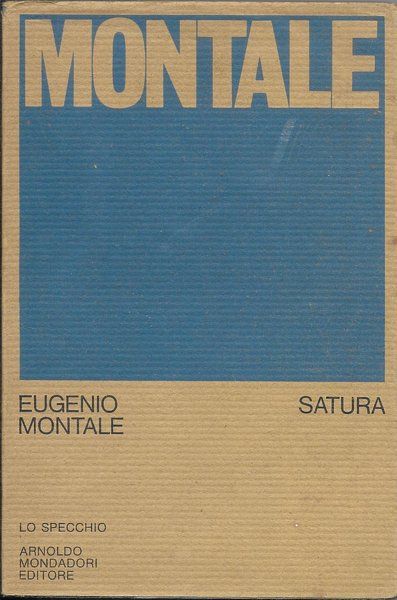 MONTALE
EUGENIO
MONTALE
SATURA
LO SPECCHIO
ARNOLDO
MONDADORI
EDITORE